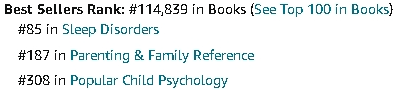 Best Sellers Rank: #114,839 in Books (See Top 100 in Books)
#85 in Sleep Disorders
#187 in Parenting & Family Reference
#308 in Popular Child Psychology